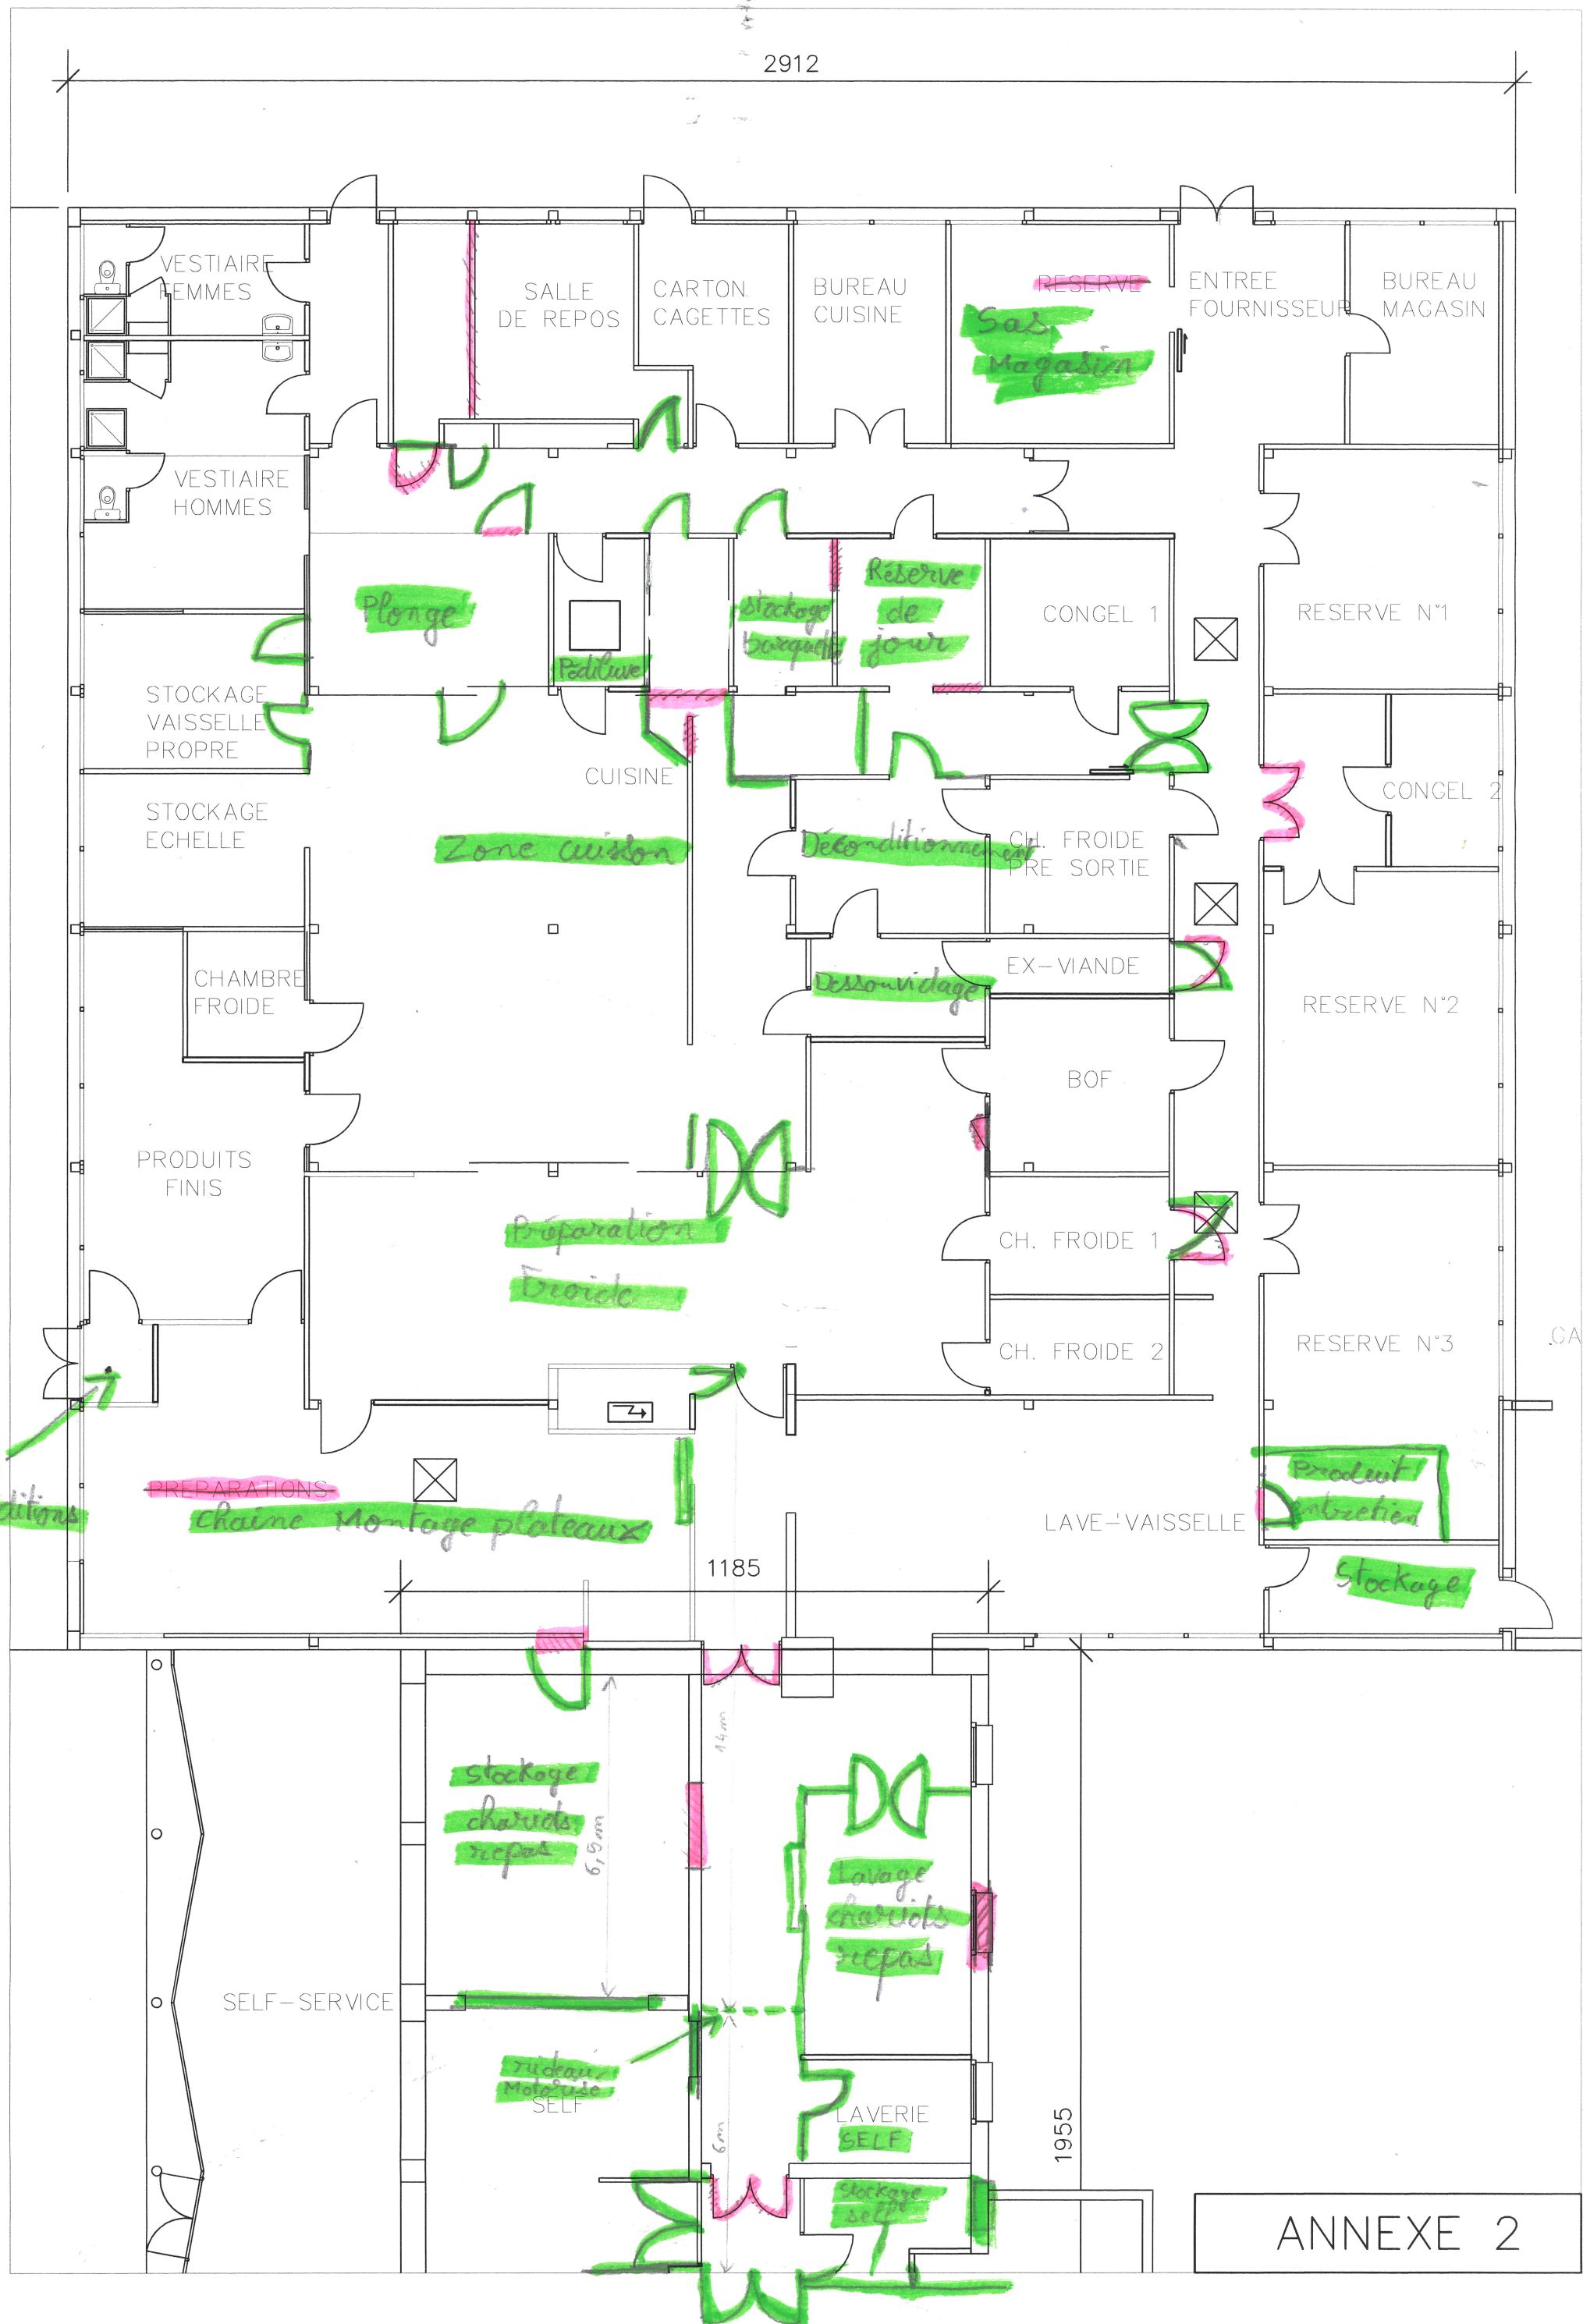 2912
VESTIAIRE
FEMMES
SALLE
DE REPOS
CARTON
CAGETTES
BUREAU
CUISINE
RESERVE
Sas
Magasin
ENTREE
FOURNISSEUR
BUREAU
MAGASIN
VESTIAIRE
HOMMES
Plonge
Pédiluve
stockage
barquette
Réserve
de
jour
CONGEL 1
RESERVE N°1
STOCKAGE
VAISSELLE
PROPRE
CUISINE
STOCKAGE
ECHELLE
Zone cuisson
Déconditionnement
CH. FROIDE
PRE SORTIE
CONGEL 2
CHAMBRE
FROIDE
Dessouvidage
EX-VIANDE
RESERVE N°2
BOF
PRODUITS
FINIS
Préparation
Froide
CH. FROIDE 1
CH. FROIDE 2
RESERVE N°3
CA
PREPARATIONS
ditions
chaine Montage plateaux
LAVE-VAISSELLE
Produit
entretien
Stockage
1185
14m
Stockage
chariots
repas
6,9m
Lavage
chariots
repas
SELF-SERVICE
rideau
Motorisé
SELF
LAVERIE
SELF
6m
1955
Stockage
self
ANNEXE 2